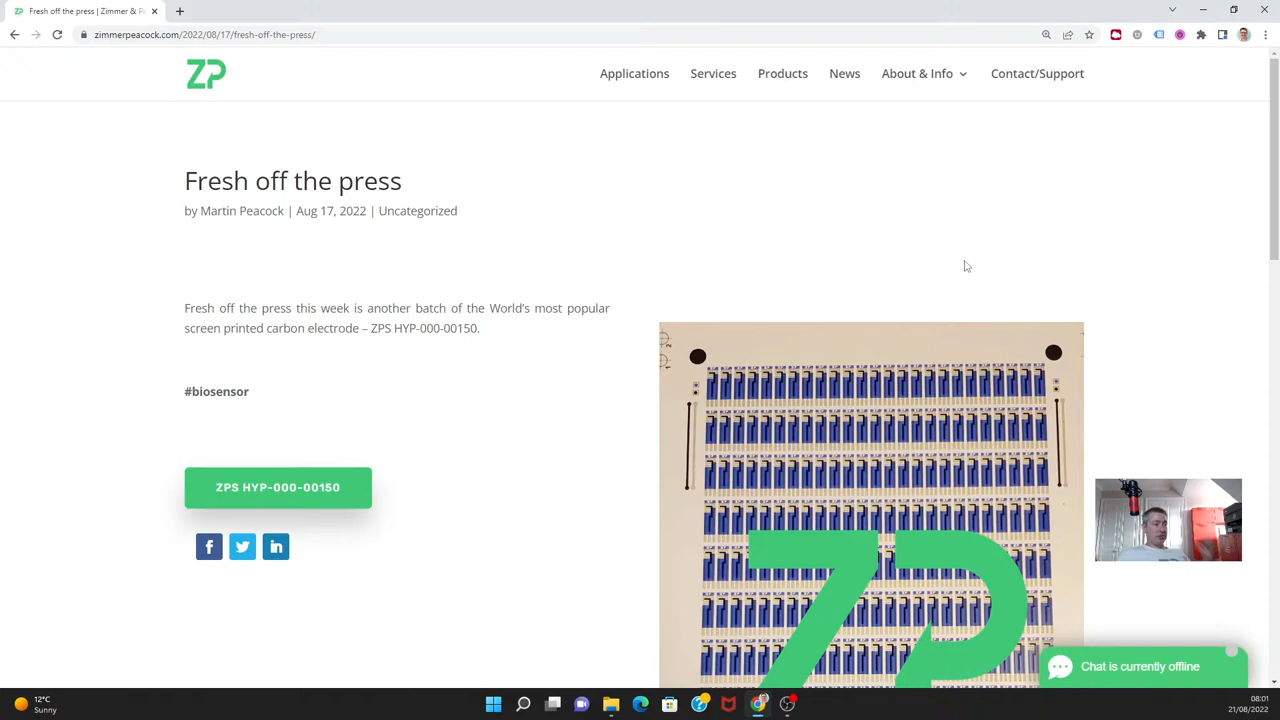 Fresh off the press | Zimmer & Pe
zimmerpeacock.com/2022/08/17/fresh-off-the-press/
ZP
Applications
Services
Products
News
About & Info
Contact/Support
Fresh off the press
by Martin Peacock | Aug 17, 2022 | Uncategorized
Fresh off the press this week is another batch of the World’s most popular
screen printed carbon electrode – ZPS HYP-000-00150.
#biosensor
ZPS HYP-000-00150
ZP
Chat is currently offline
12°C
Sunny
08:01
21/08/2022